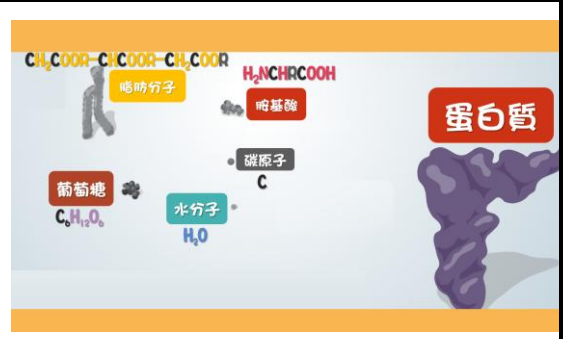 CH₂COOR-CHCOOR-CH₂COOR
脂肪分子
H₂NCHRCOOH
胺基酸
蛋白質
碳原子
C
葡萄糖
C₆H₁₂O₆
水分子
H₂O